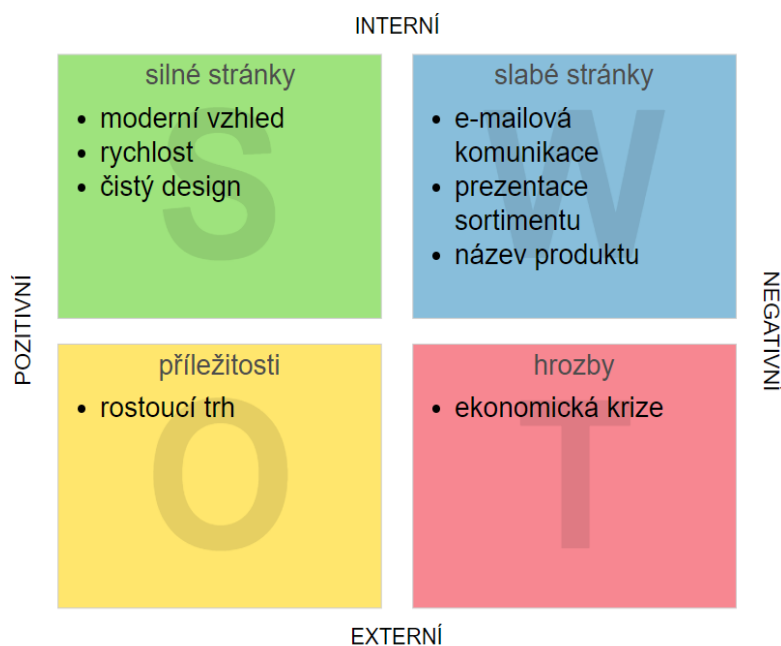 INTERNÍ
silné stránky
S
• moderní vzhled
• rychlost
• čistý design
slabé stránky
W
• e-mailová
komunikace
• prezentace
sortimentu
• název produktu
POZITIVNÍ
NEGATIVNÍ
příležitosti
O
• rostoucí trh
hrozby
T
• ekonomická krize
EXTERNÍ